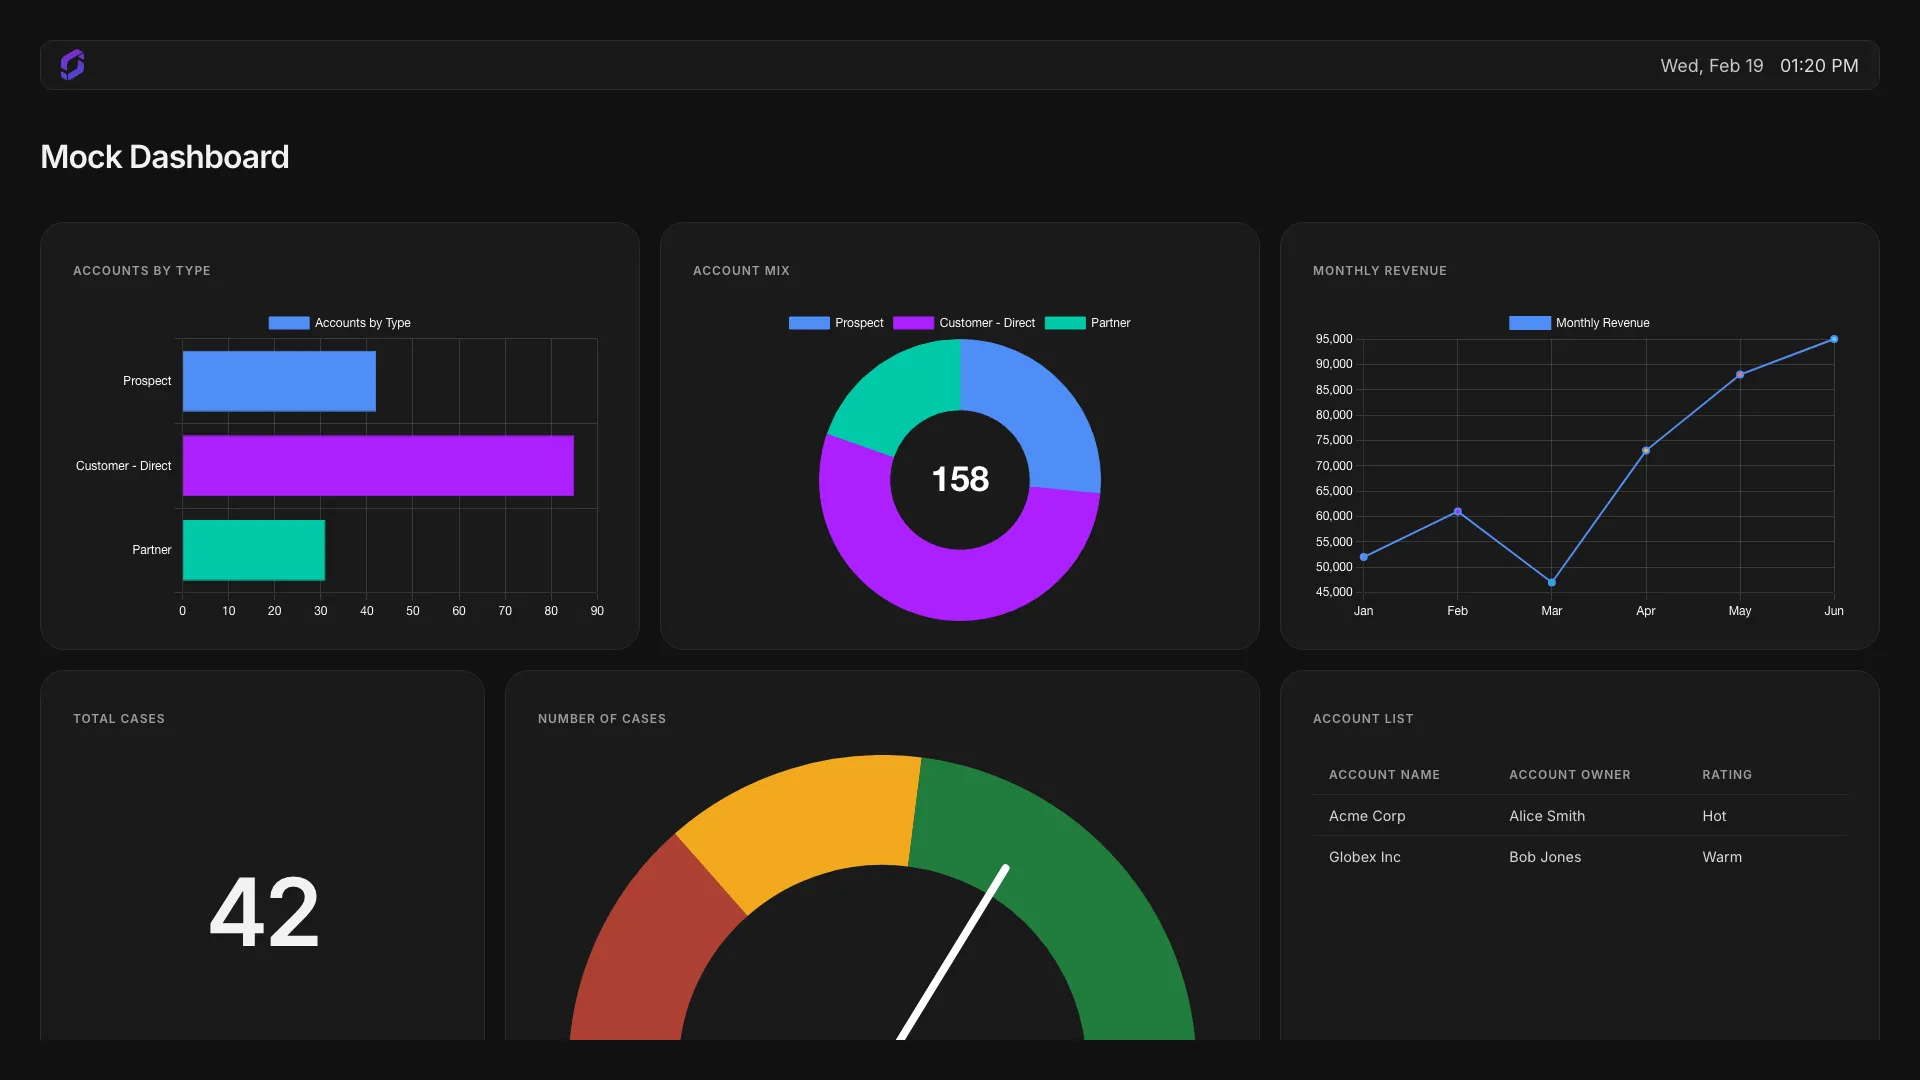 Wed, Feb 19 01:20 PM
Mock Dashboard
ACCOUNTS BY TYPE
Accounts by Type
Prospect
Customer - Direct
Partner
0 10 20 30 40 50 60 70 80 90
ACCOUNT MIX
Prospect Customer - Direct Partner
158
MONTHLY REVENUE
Monthly Revenue
95,000
90,000
85,000
80,000
75,000
70,000
65,000
60,000
55,000
50,000
45,000
Jan Feb Mar Apr May Jun
TOTAL CASES
42
NUMBER OF CASES
ACCOUNT LIST
ACCOUNT NAME ACCOUNT OWNER RATING
Acme Corp Alice Smith Hot
Globex Inc Bob Jones Warm